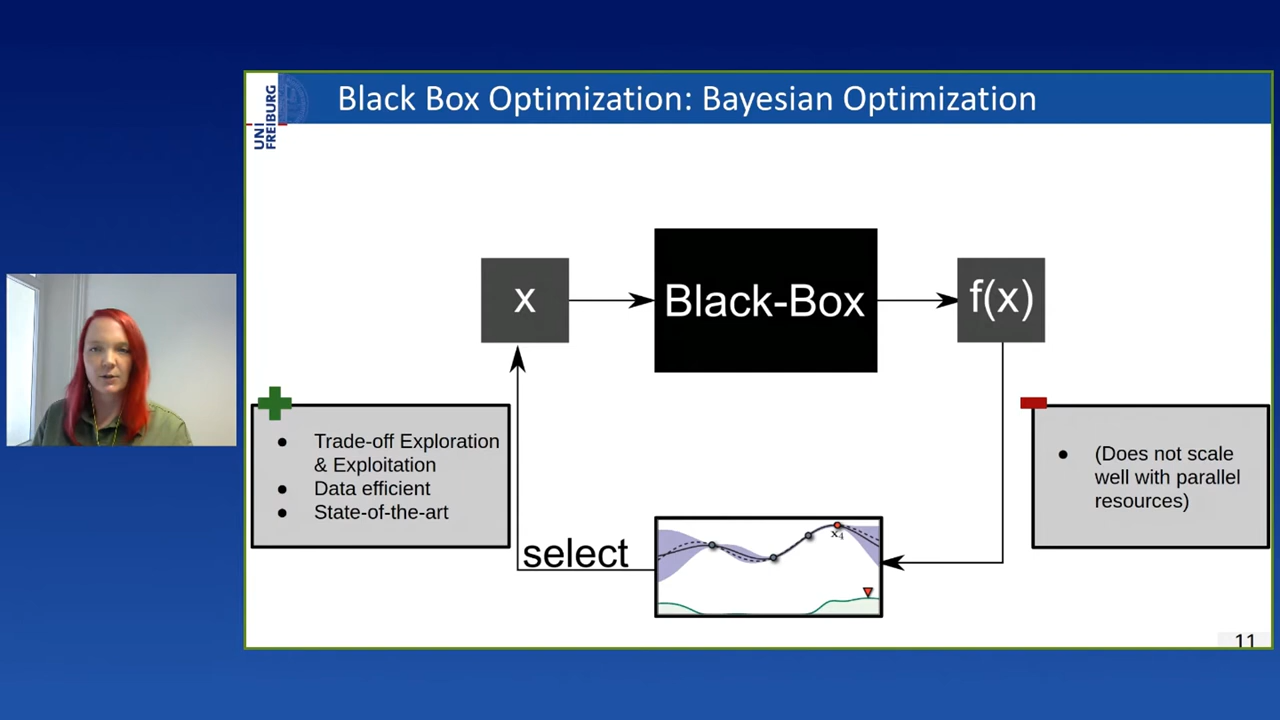 UNI
FREIBURG
Black Box Optimization: Bayesian Optimization
x
Black-Box
f(x)
● Trade-off Exploration
& Exploitation
● Data efficient
● State-of-the-art
● (Does not scale
well with parallel
resources)
select
x₄
11